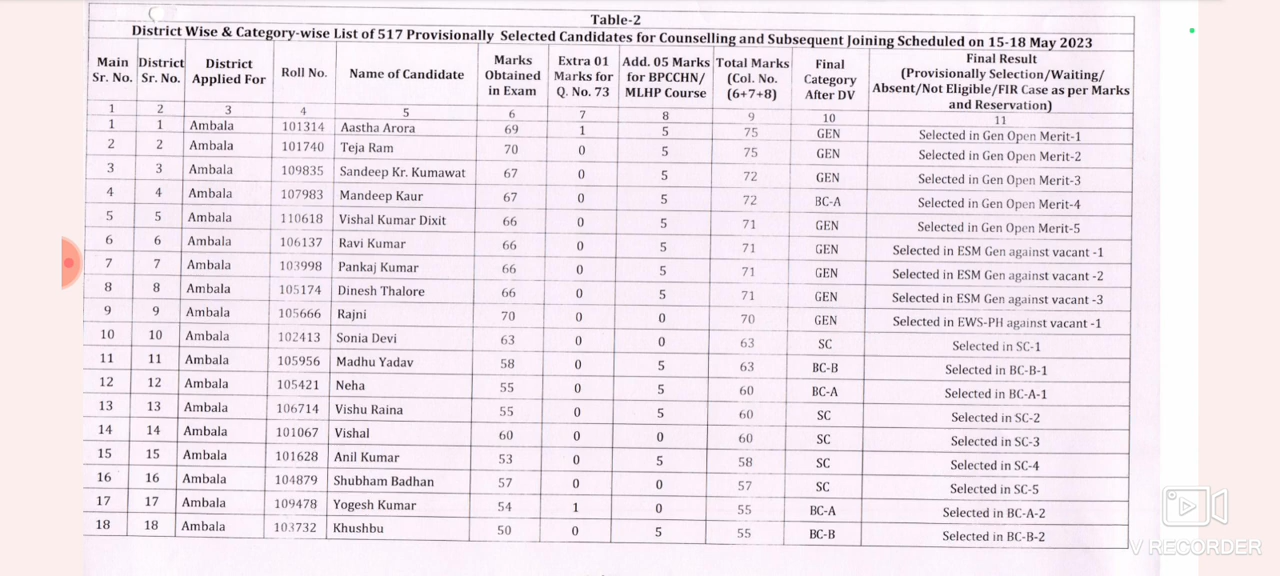 Table-2
District Wise & Category-wise List of 517 Provisionally Selected Candidates for Counselling and Subsequent Joining Scheduled on 15-18 May 2023
Main Sr. No. District Sr. No. District Applied For Roll No. Name of Candidate Marks Obtained in Exam Extra 01 Marks for Q. No. 73 Add. 05 Marks for BPCCHN/ MLHP Course Total Marks (Col. No. (6+7+8) Final Category After DV Final Result (Provisionally Selection/Waiting/ Absent/Not Eligible/FIR Case as per Marks and Reservation)
1 2 3 4 5 6 7 8 9 10 11
1 1 Ambala 101314 Aastha Arora 69 1 5 75 GEN Selected in Gen Open Merit-1
2 2 Ambala 101740 Teja Ram 70 0 5 75 GEN Selected in Gen Open Merit-2
3 3 Ambala 109835 Sandeep Kr. Kumawat 67 0 5 72 GEN Selected in Gen Open Merit-3
4 4 Ambala 107983 Mandeep Kaur 67 0 5 72 BC-A Selected in Gen Open Merit-4
5 5 Ambala 110618 Vishal Kumar Dixit 66 0 5 71 GEN Selected in Gen Open Merit-5
6 6 Ambala 106137 Ravi Kumar 66 0 5 71 GEN Selected in ESM Gen against vacant -1
7 7 Ambala 103998 Pankaj Kumar 66 0 5 71 GEN Selected in ESM Gen against vacant -2
8 8 Ambala 105174 Dinesh Thalore 66 0 5 71 GEN Selected in ESM Gen against vacant -3
9 9 Ambala 105666 Rajni 70 0 0 70 GEN Selected in EWS-PH against vacant -1
10 10 Ambala 102413 Sonia Devi 63 0 0 63 SC Selected in SC-1
11 11 Ambala 105956 Madhu Yadav 58 0 5 63 BC-B Selected in BC-B-1
12 12 Ambala 105421 Neha 55 0 5 60 BC-A Selected in BC-A-1
13 13 Ambala 106714 Vishu Raina 55 0 5 60 SC Selected in SC-2
14 14 Ambala 101067 Vishal 60 0 0 60 SC Selected in SC-3
15 15 Ambala 101628 Anil Kumar 53 0 5 58 SC Selected in SC-4
16 16 Ambala 104879 Shubham Badhan 57 0 0 57 SC Selected in SC-5
17 17 Ambala 109478 Yogesh Kumar 54 1 0 55 BC-A Selected in BC-A-2
18 18 Ambala 103732 Khushbu 50 0 5 55 BC-B Selected in BC-B-2
V RECORDER